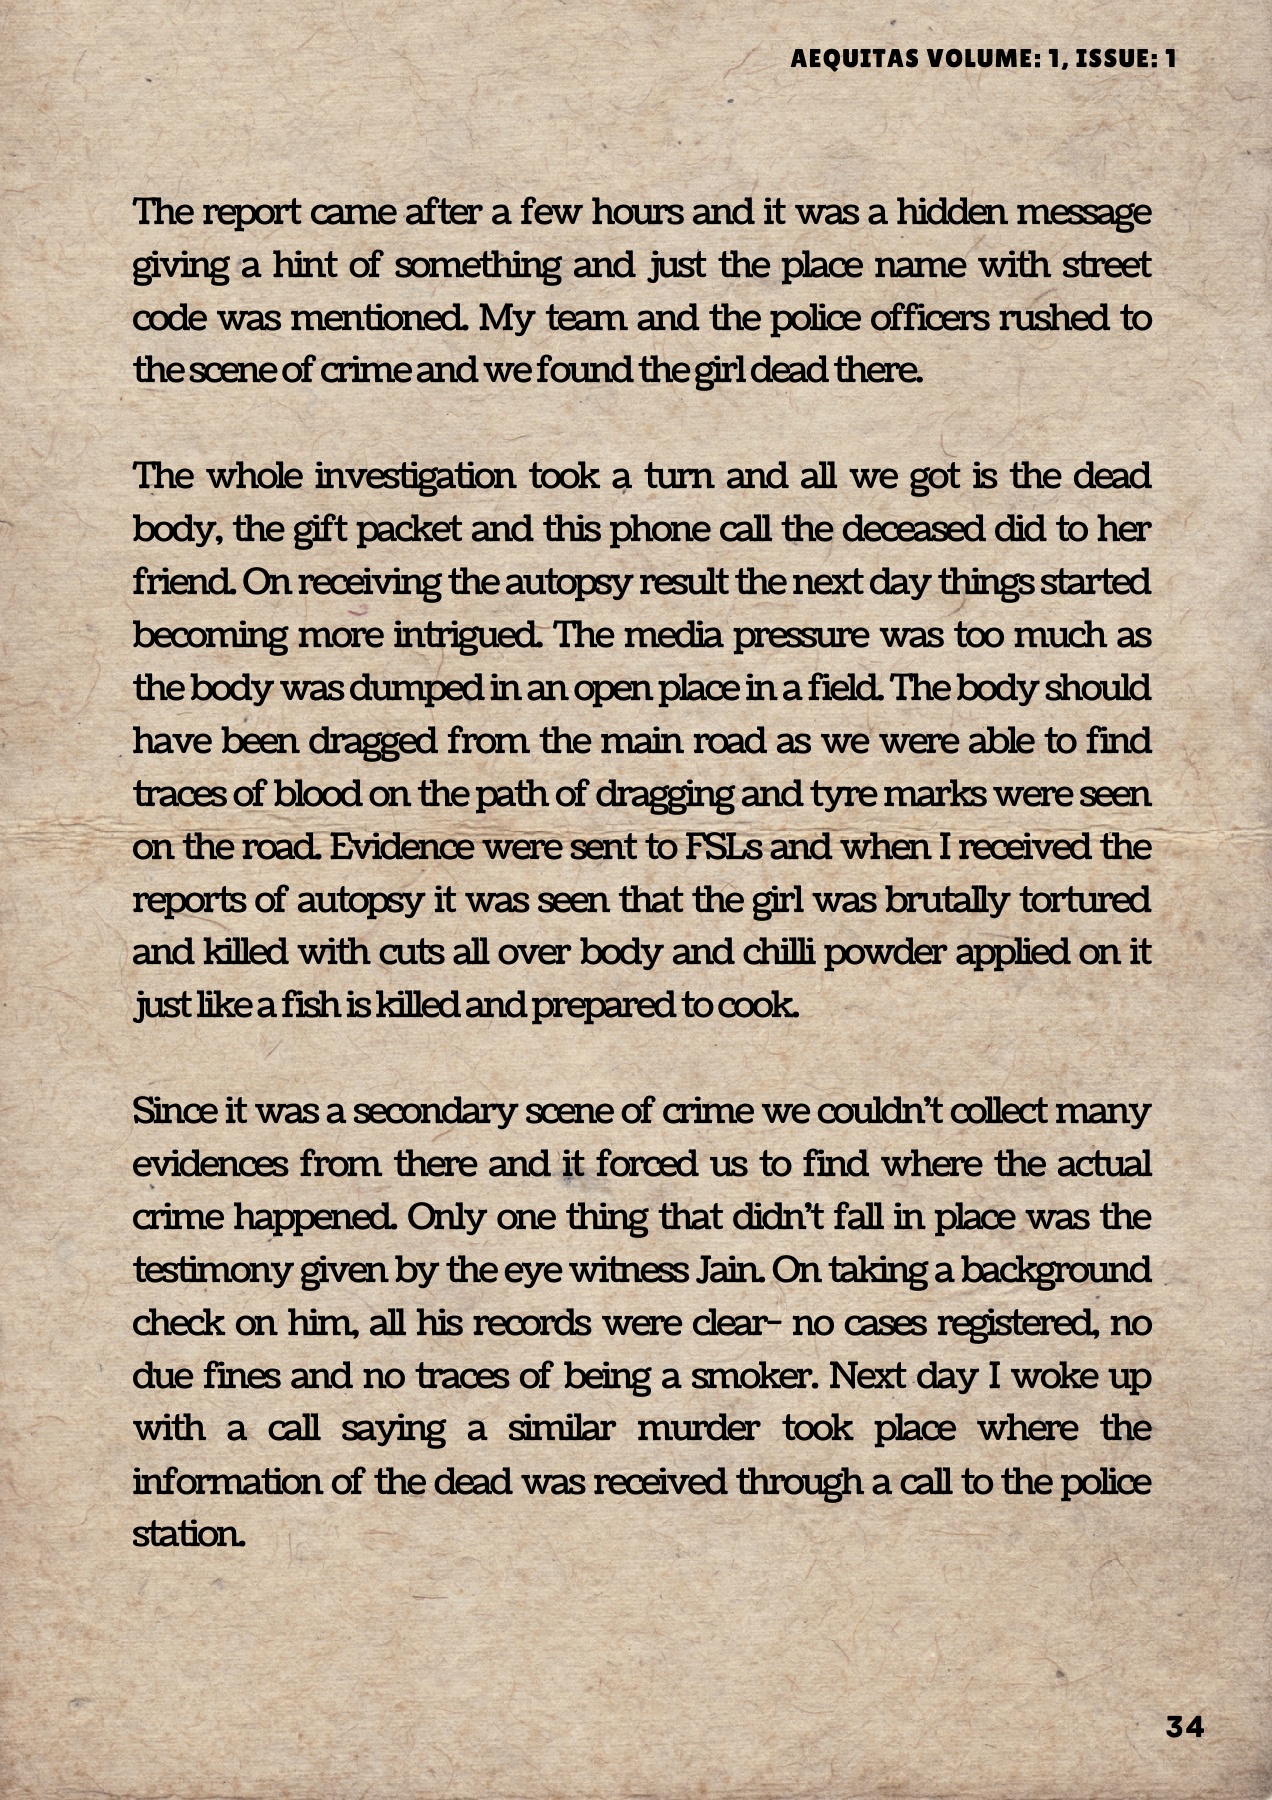 AEQUITAS VOLUME: 1, ISSUE: 1
The report came after a few hours and it was a hidden message
giving a hint of something and just the place name with street
code was mentioned. My team and the police officers rushed to
the scene of crime and we found the girl dead there.
The whole investigation took a turn and all we got is the dead
body, the gift packet and this phone call the deceased did to her
friend. On receiving the autopsy result the next day things started
becoming more intrigued. The media pressure was too much as
the body was dumped in an open place in a field. The body should
have been dragged from the main road as we were able to find
traces of blood on the path of dragging and tyre marks were seen
on the road. Evidence were sent to FSLs and when I received the
reports of autopsy it was seen that the girl was brutally tortured
and killed with cuts all over body and chilli powder applied on it
just like a fish is killed and prepared to cook.
Since it was a secondary scene of crime we couldn't collect many
evidences from there and it forced us to find where the actual
crime happened. Only one thing that didn't fall in place was the
testimony given by the eye witness Jain. On taking a background
check on him, all his records were clear- no cases registered, no
due fines and no traces of being a smoker. Next day I woke up
with a call saying a similar murder took place where the
information of the dead was received through a call to the police
station.
34